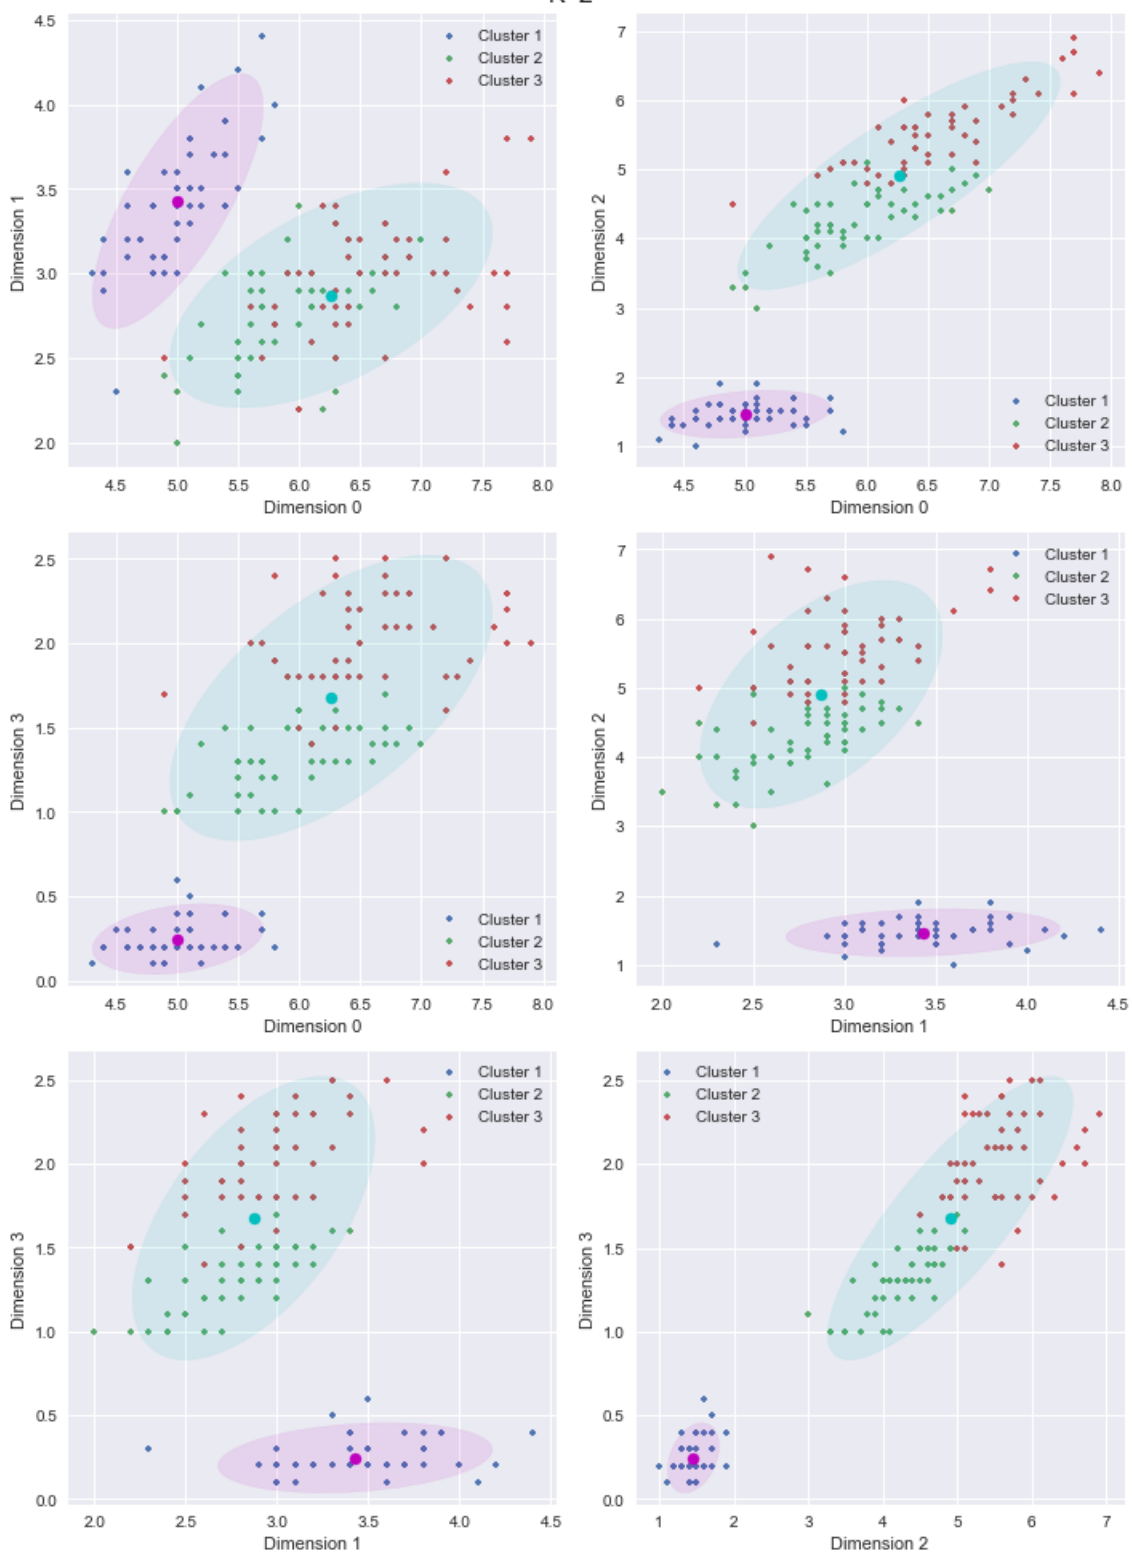 4.5
4.0
3.5
3.0
2.5
2.0
Dimension 1
Cluster 1
Cluster 2
Cluster 3
4.5 5.0 5.5 6.0 6.5 7.0 7.5 8.0
Dimension 0
7
6
5
4
3
2
1
Dimension 2
Cluster 1
Cluster 2
Cluster 3
4.5 5.0 5.5 6.0 6.5 7.0 7.5 8.0
Dimension 0
2.5
2.0
1.5
1.0
0.5
0.0
Dimension 3
Cluster 1
Cluster 2
Cluster 3
4.5 5.0 5.5 6.0 6.5 7.0 7.5 8.0
Dimension 0
7
6
5
4
3
2
1
Dimension 2
Cluster 1
Cluster 2
Cluster 3
2.0 2.5 3.0 3.5 4.0 4.5
Dimension 1
2.5
2.0
1.5
1.0
0.5
0.0
Dimension 3
Cluster 1
Cluster 2
Cluster 3
2.0 2.5 3.0 3.5 4.0 4.5
Dimension 1
2.5
2.0
1.5
1.0
0.5
0.0
Dimension 3
Cluster 1
Cluster 2
Cluster 3
1 2 3 4 5 6 7
Dimension 2